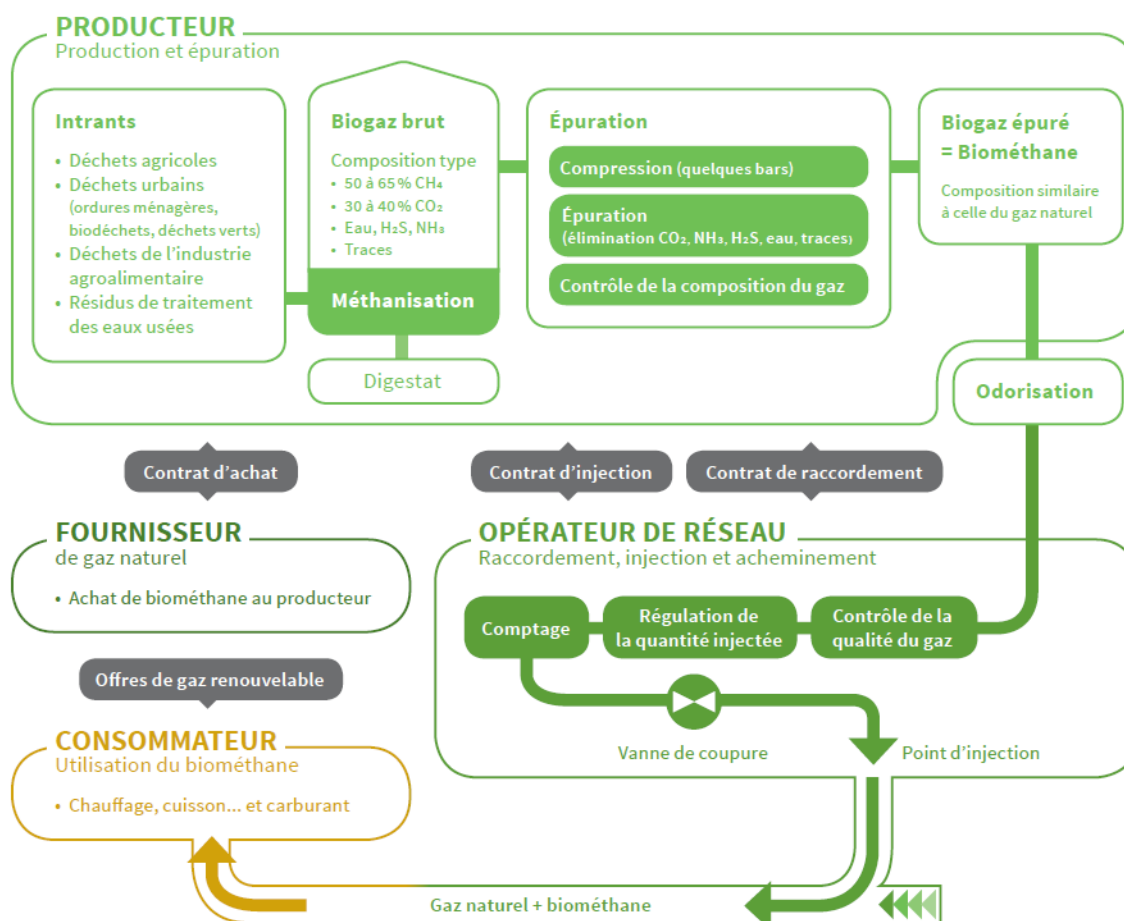 PRODUCTEUR
Production et épuration
Intrants
• Déchets agricoles
• Déchets urbains
(ordures ménagères,
biodéchets, déchets verts)
• Déchets de l'industrie
agroalimentaire
• Résidus de traitement
des eaux usées
Biogaz brut
Composition type
• 50 à 65 % CH₄
• 30 à 40 % CO₂
• Eau, H₂S, NH₃
• Traces
Méthanisation
Digestat
Épuration
Compression (quelques bars)
Épuration
(élimination CO₂, NH₃, H₂S, eau, traces)
Contrôle de la composition du gaz
Biogaz épuré
= Biométhane
Composition similaire
à celle du gaz naturel
Odorisation
Contrat d'achat
Contrat d'injection
Contrat de raccordement
FOURNISSEUR
de gaz naturel
• Achat de biométhane au producteur
OPÉRATEUR DE RÉSEAU
Raccordement, injection et acheminement
Comptage
Régulation de
la quantité injectée
Contrôle de la
qualité du gaz
Vanne de coupure
Point d'injection
Offres de gaz renouvelable
CONSOMMATEUR
Utilisation du biométhane
• Chauffage, cuisson... et carburant
Gaz naturel + biométhane